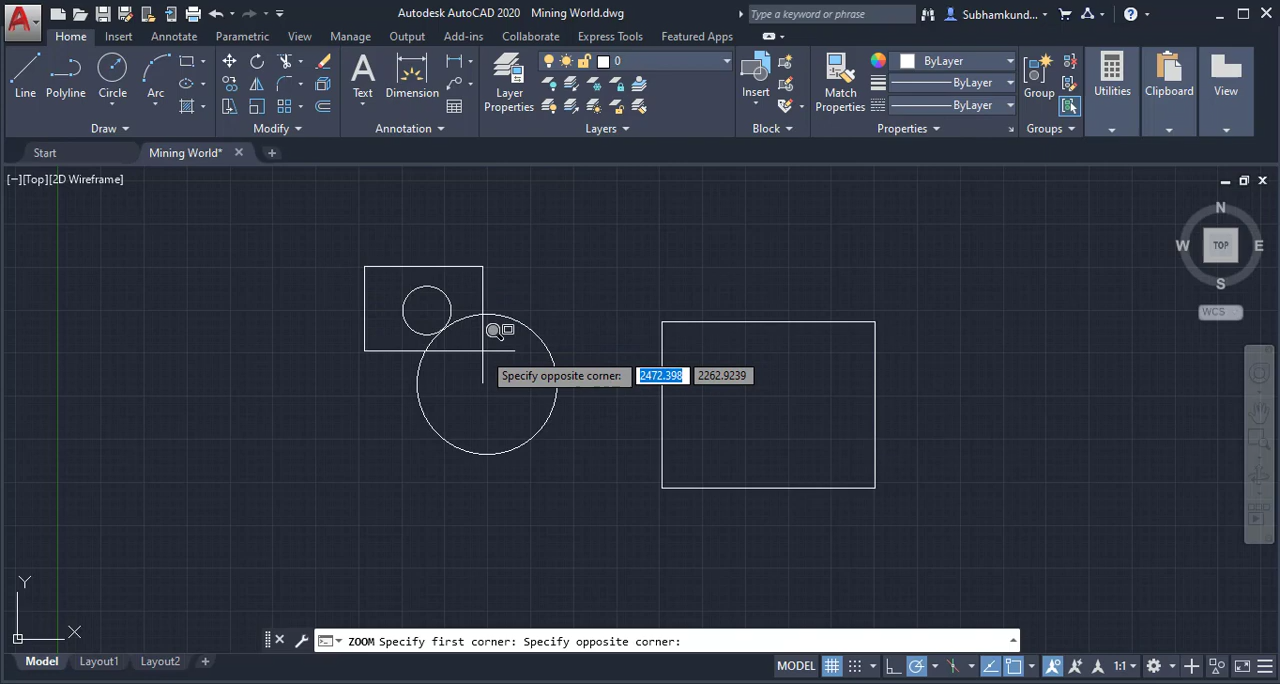 Autodesk AutoCAD 2020 Mining World.dwg
Type a keyword or phrase
Subhamkund...
Home Insert Annotate Parametric View Manage Output Add-ins Collaborate Express Tools Featured Apps
Line Polyline Circle Arc
Text Dimension
Layer Properties
0
Insert
Match Properties
ByLayer
ByLayer
ByLayer
Group
Utilities
Clipboard
View
Draw Modify Annotation Layers Block Properties Groups
Start Mining World*
[−][Top][2D Wireframe]
N
W TOP E
S
WCS
Specify opposite corner: 2472.398 2262.9239
Y
X
ZOOM Specify first corner: Specify opposite corner:
Model Layout1 Layout2
MODEL 1:1